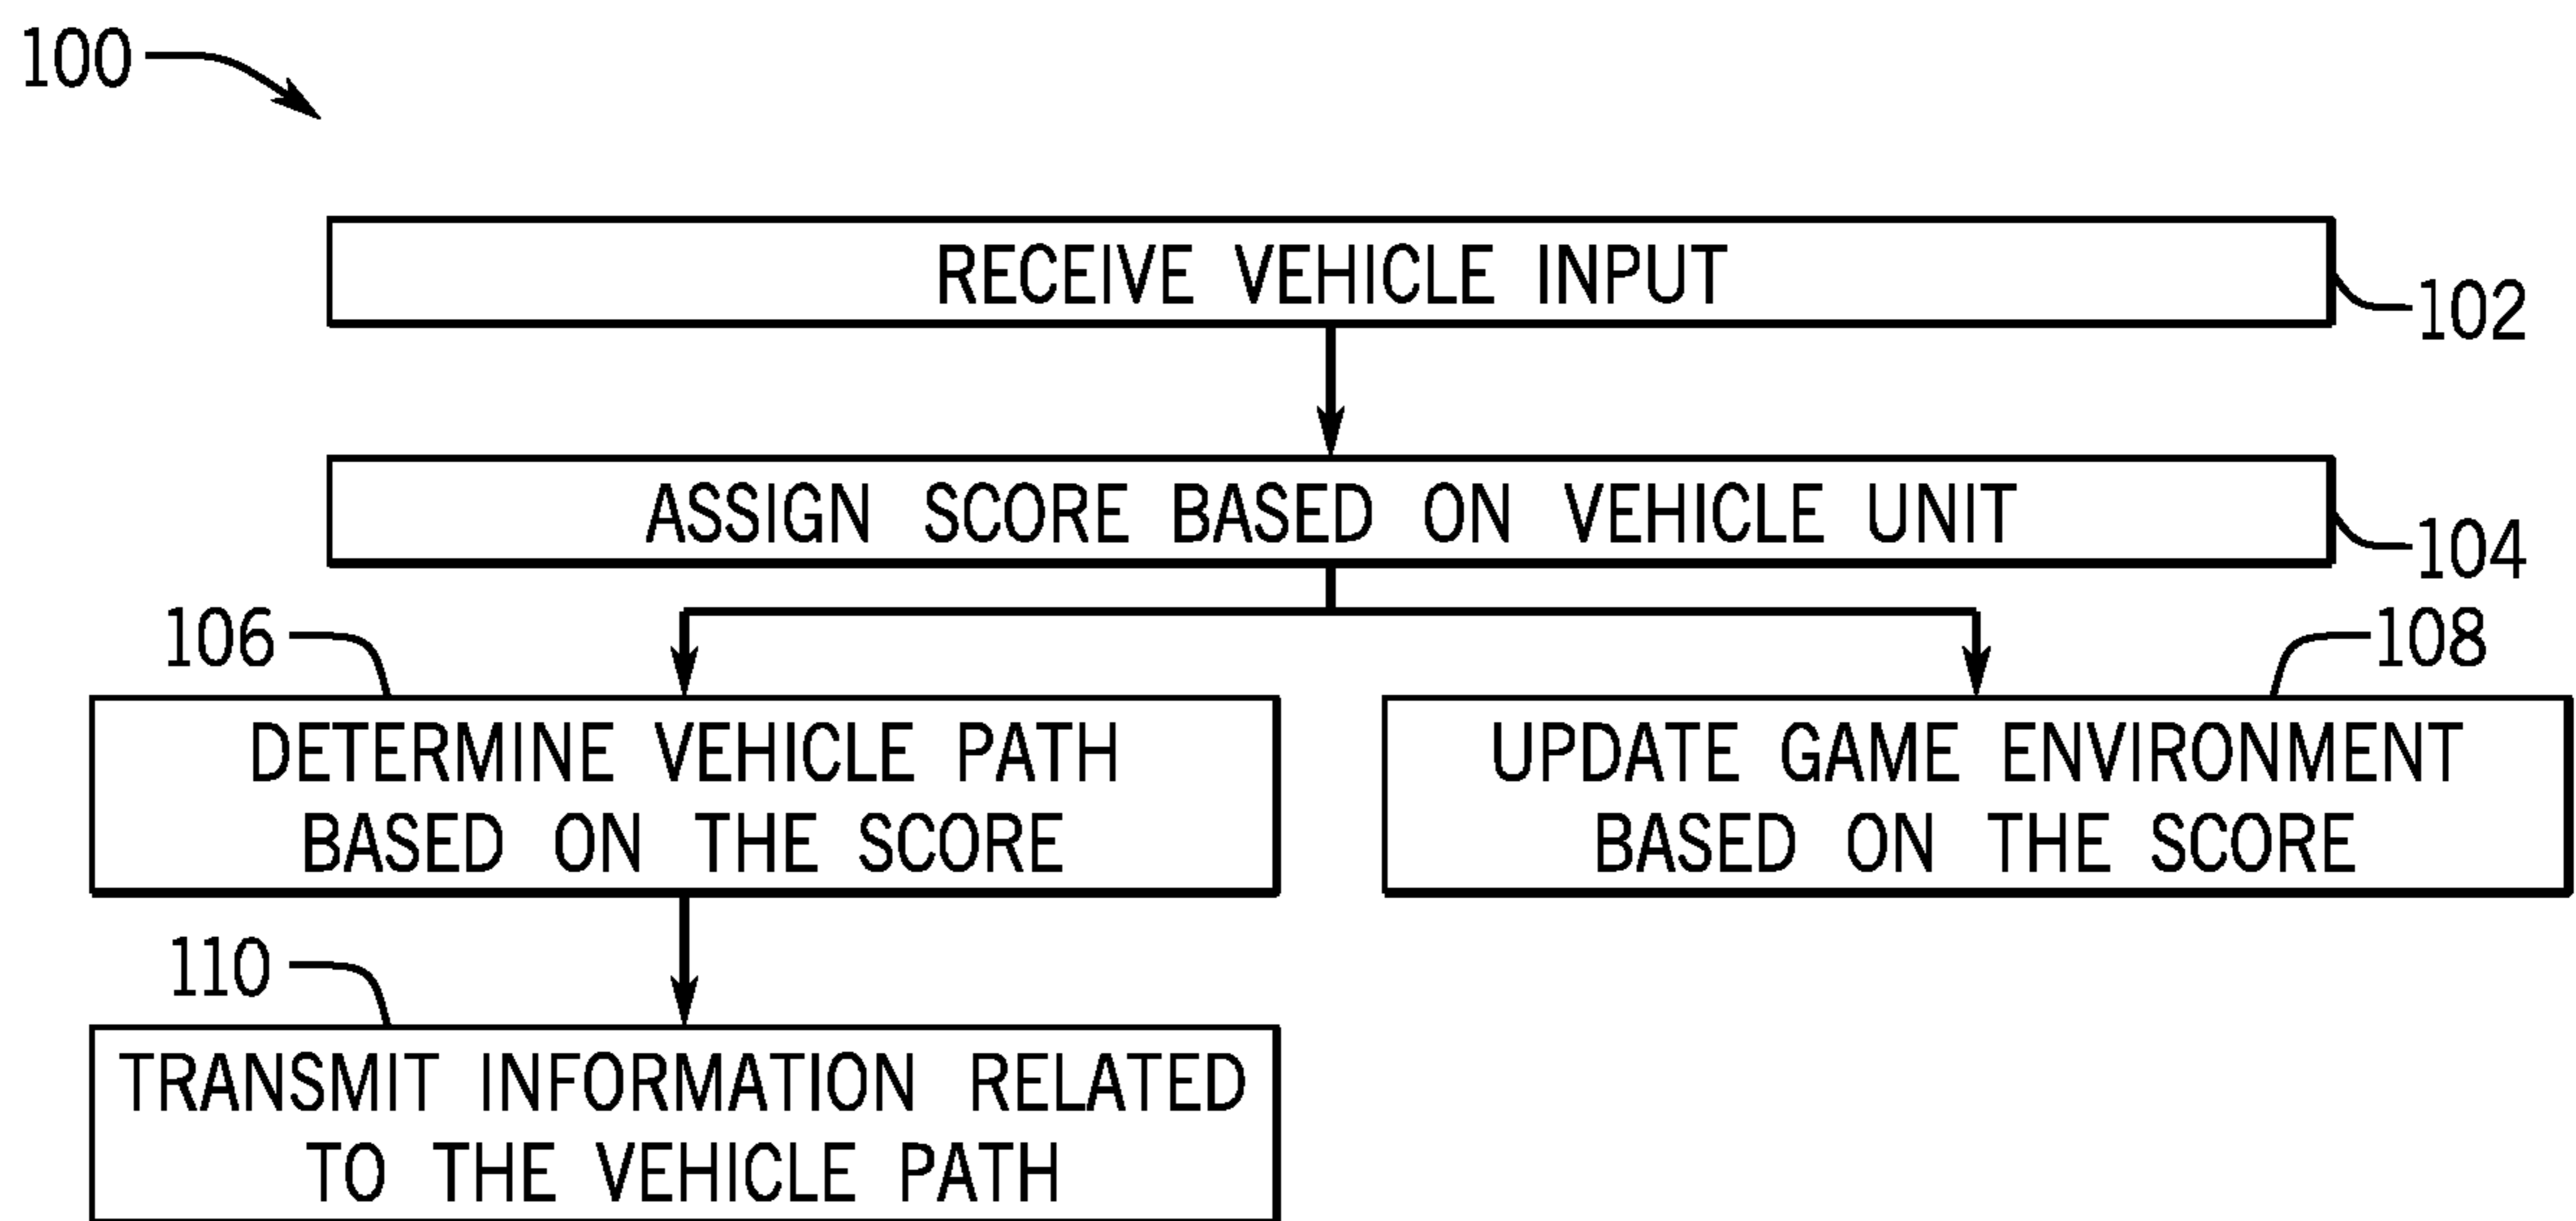 100
RECEIVE VEHICLE INPUT
102
ASSIGN SCORE BASED ON VEHICLE UNIT
104
106
108
DETERMINE VEHICLE PATH
BASED ON THE SCORE
UPDATE GAME ENVIRONMENT
BASED ON THE SCORE
110
TRANSMIT INFORMATION RELATED
TO THE VEHICLE PATH